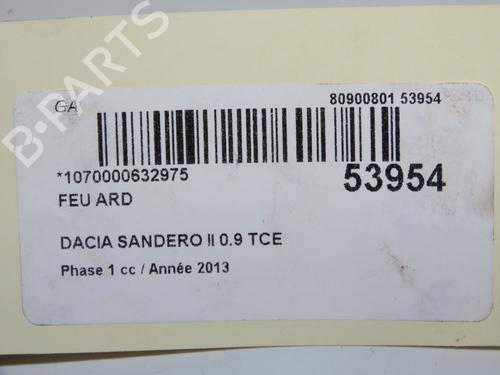 GA
80900801 53954
*1070000632975
53954
FEU ARD
DACIA SANDERO II 0.9 TCE
Phase 1 cc / Année 2013
B-PARTS